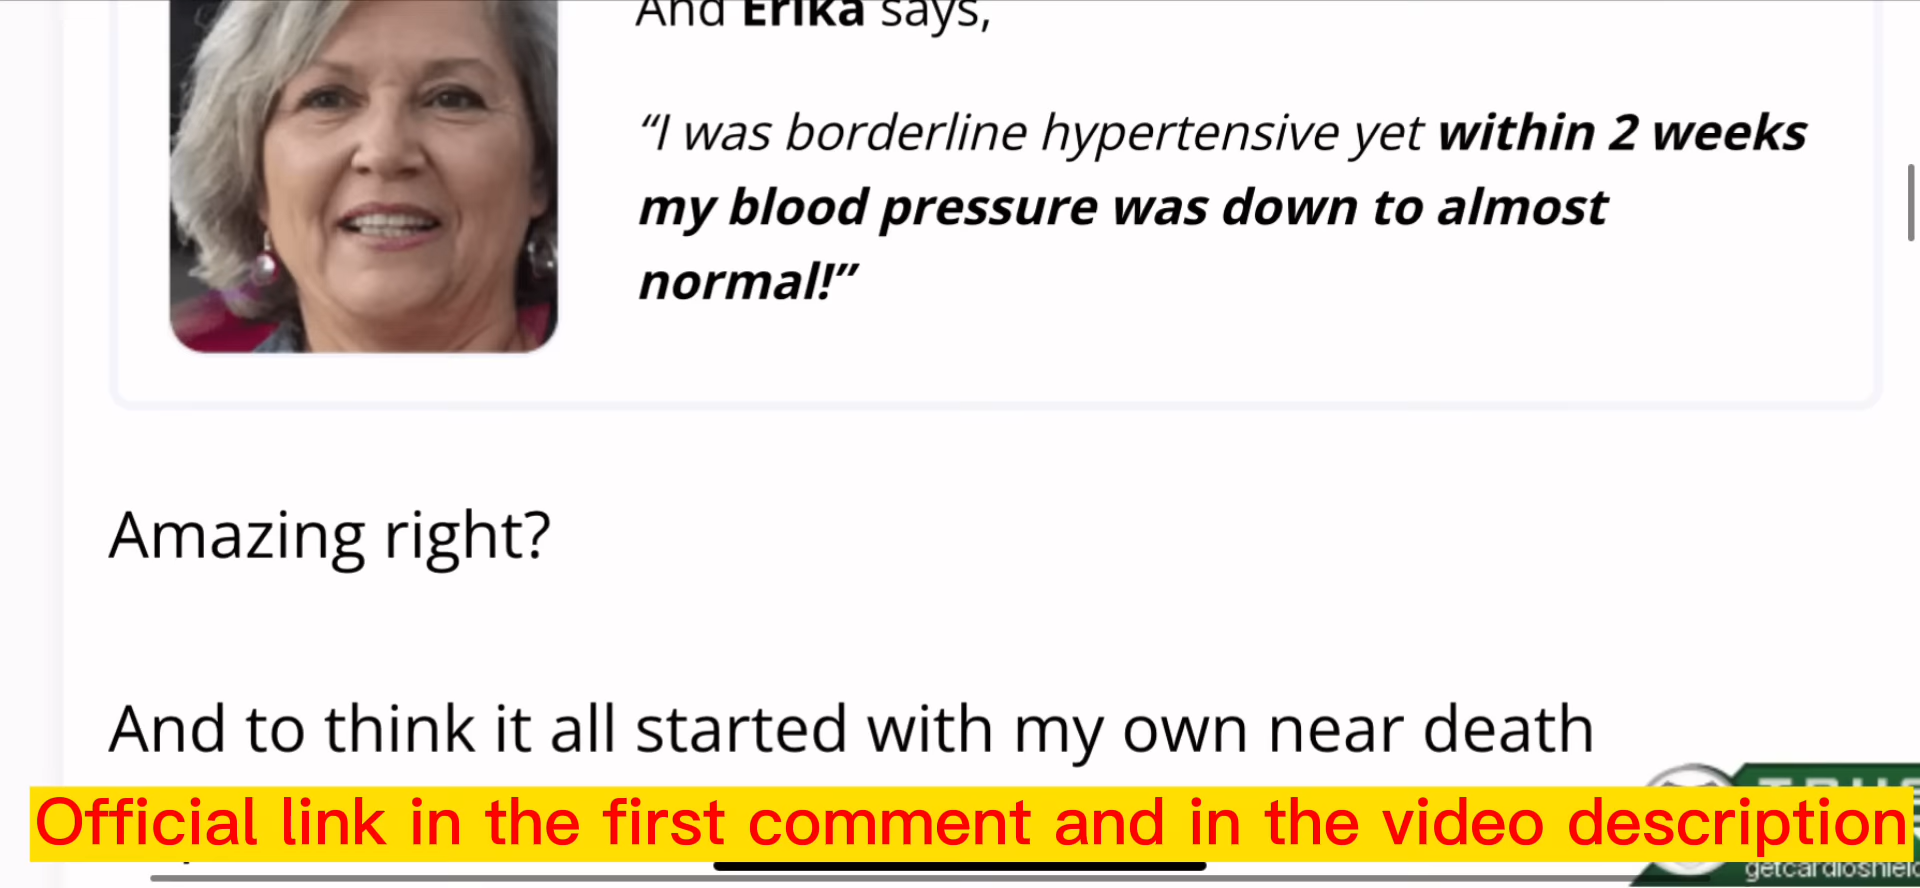 And Erika says,
“I was borderline hypertensive yet within 2 weeks
my blood pressure was down to almost
normal!”
Amazing right?
And to think it all started with my own near death
Official link in the first comment and in the video description